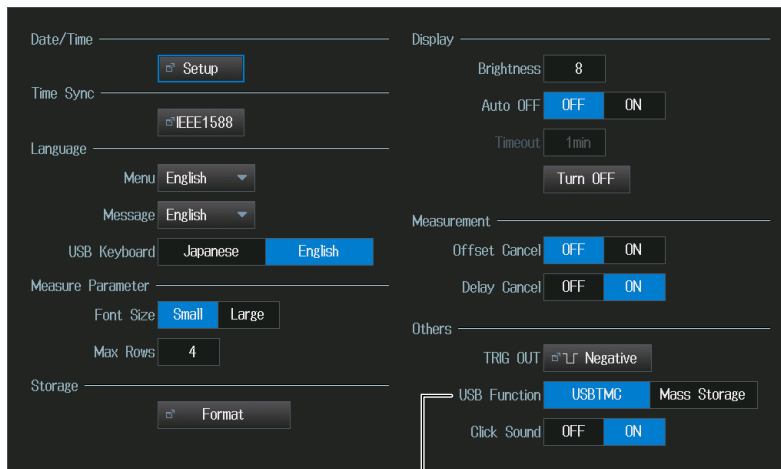 Date/Time
Setup
Time Sync
IEEE1588
Language
Menu English
Message English
USB Keyboard Japanese English
Measure Parameter
Font Size Small Large
Max Rows 4
Storage
Format
Display
Brightness 8
Auto OFF OFF ON
Timeout 1min
Turn OFF
Measurement
Offset Cancel OFF ON
Delay Cancel OFF ON
Others
TRIG OUT Negative
USB Function USBTMC Mass Storage
Click Sound OFF ON